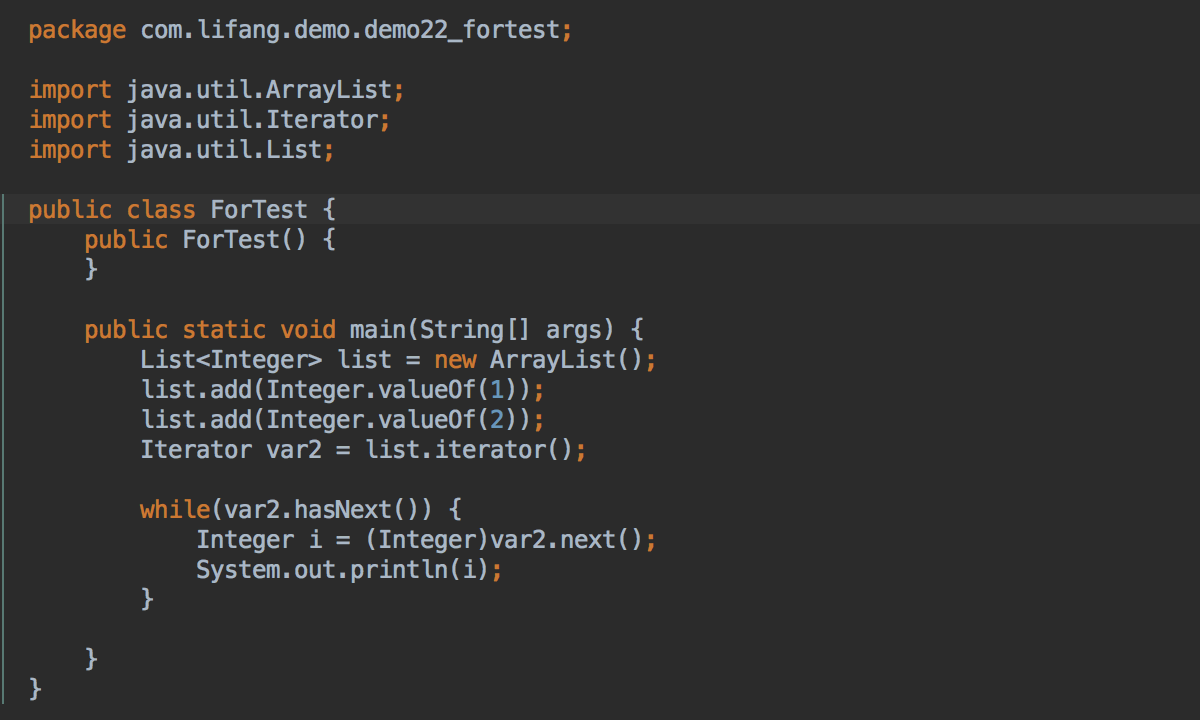 package com.lifang.demo.demo22_fortest;
import java.util.ArrayList;
import java.util.Iterator;
import java.util.List;
public class ForTest {
public ForTest() {
}
public static void main(String[] args) {
List<Integer> list = new ArrayList();
list.add(Integer.valueOf(1));
list.add(Integer.valueOf(2));
Iterator var2 = list.iterator();
while(var2.hasNext()) {
Integer i = (Integer)var2.next();
System.out.println(i);
}
}
}